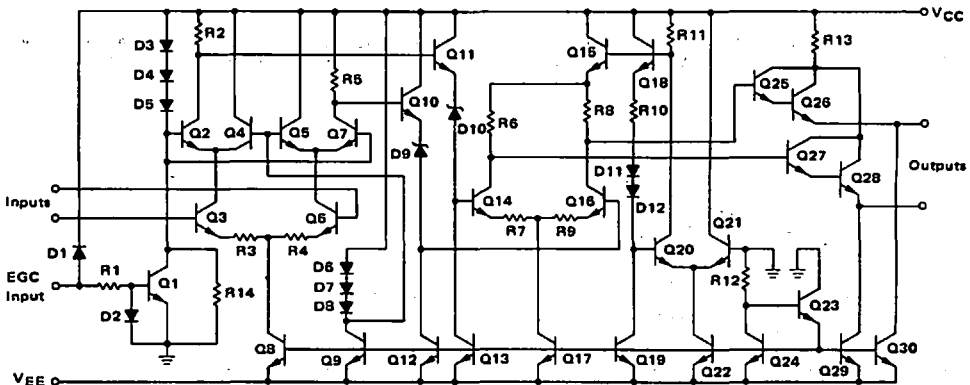 VCC
R2
D3
D4
D5
R5
Q11
Q15
Q18
R11
R13
Q25
Q26
Q2
Q4
Q5
Q7
Q10
D10
D9
R6
R8
R10
D11
D12
Q27
Q28
Outputs
Inputs
Q3
Q6
R3
R4
Q14
Q16
R7
R9
Q20
Q21
D1
R1
EGC
Input
D2
Q1
R14
D6
D7
D8
R12
Q23
Q8
Q9
Q12
Q13
Q17
Q19
Q22
Q24
Q29
Q30
VEE